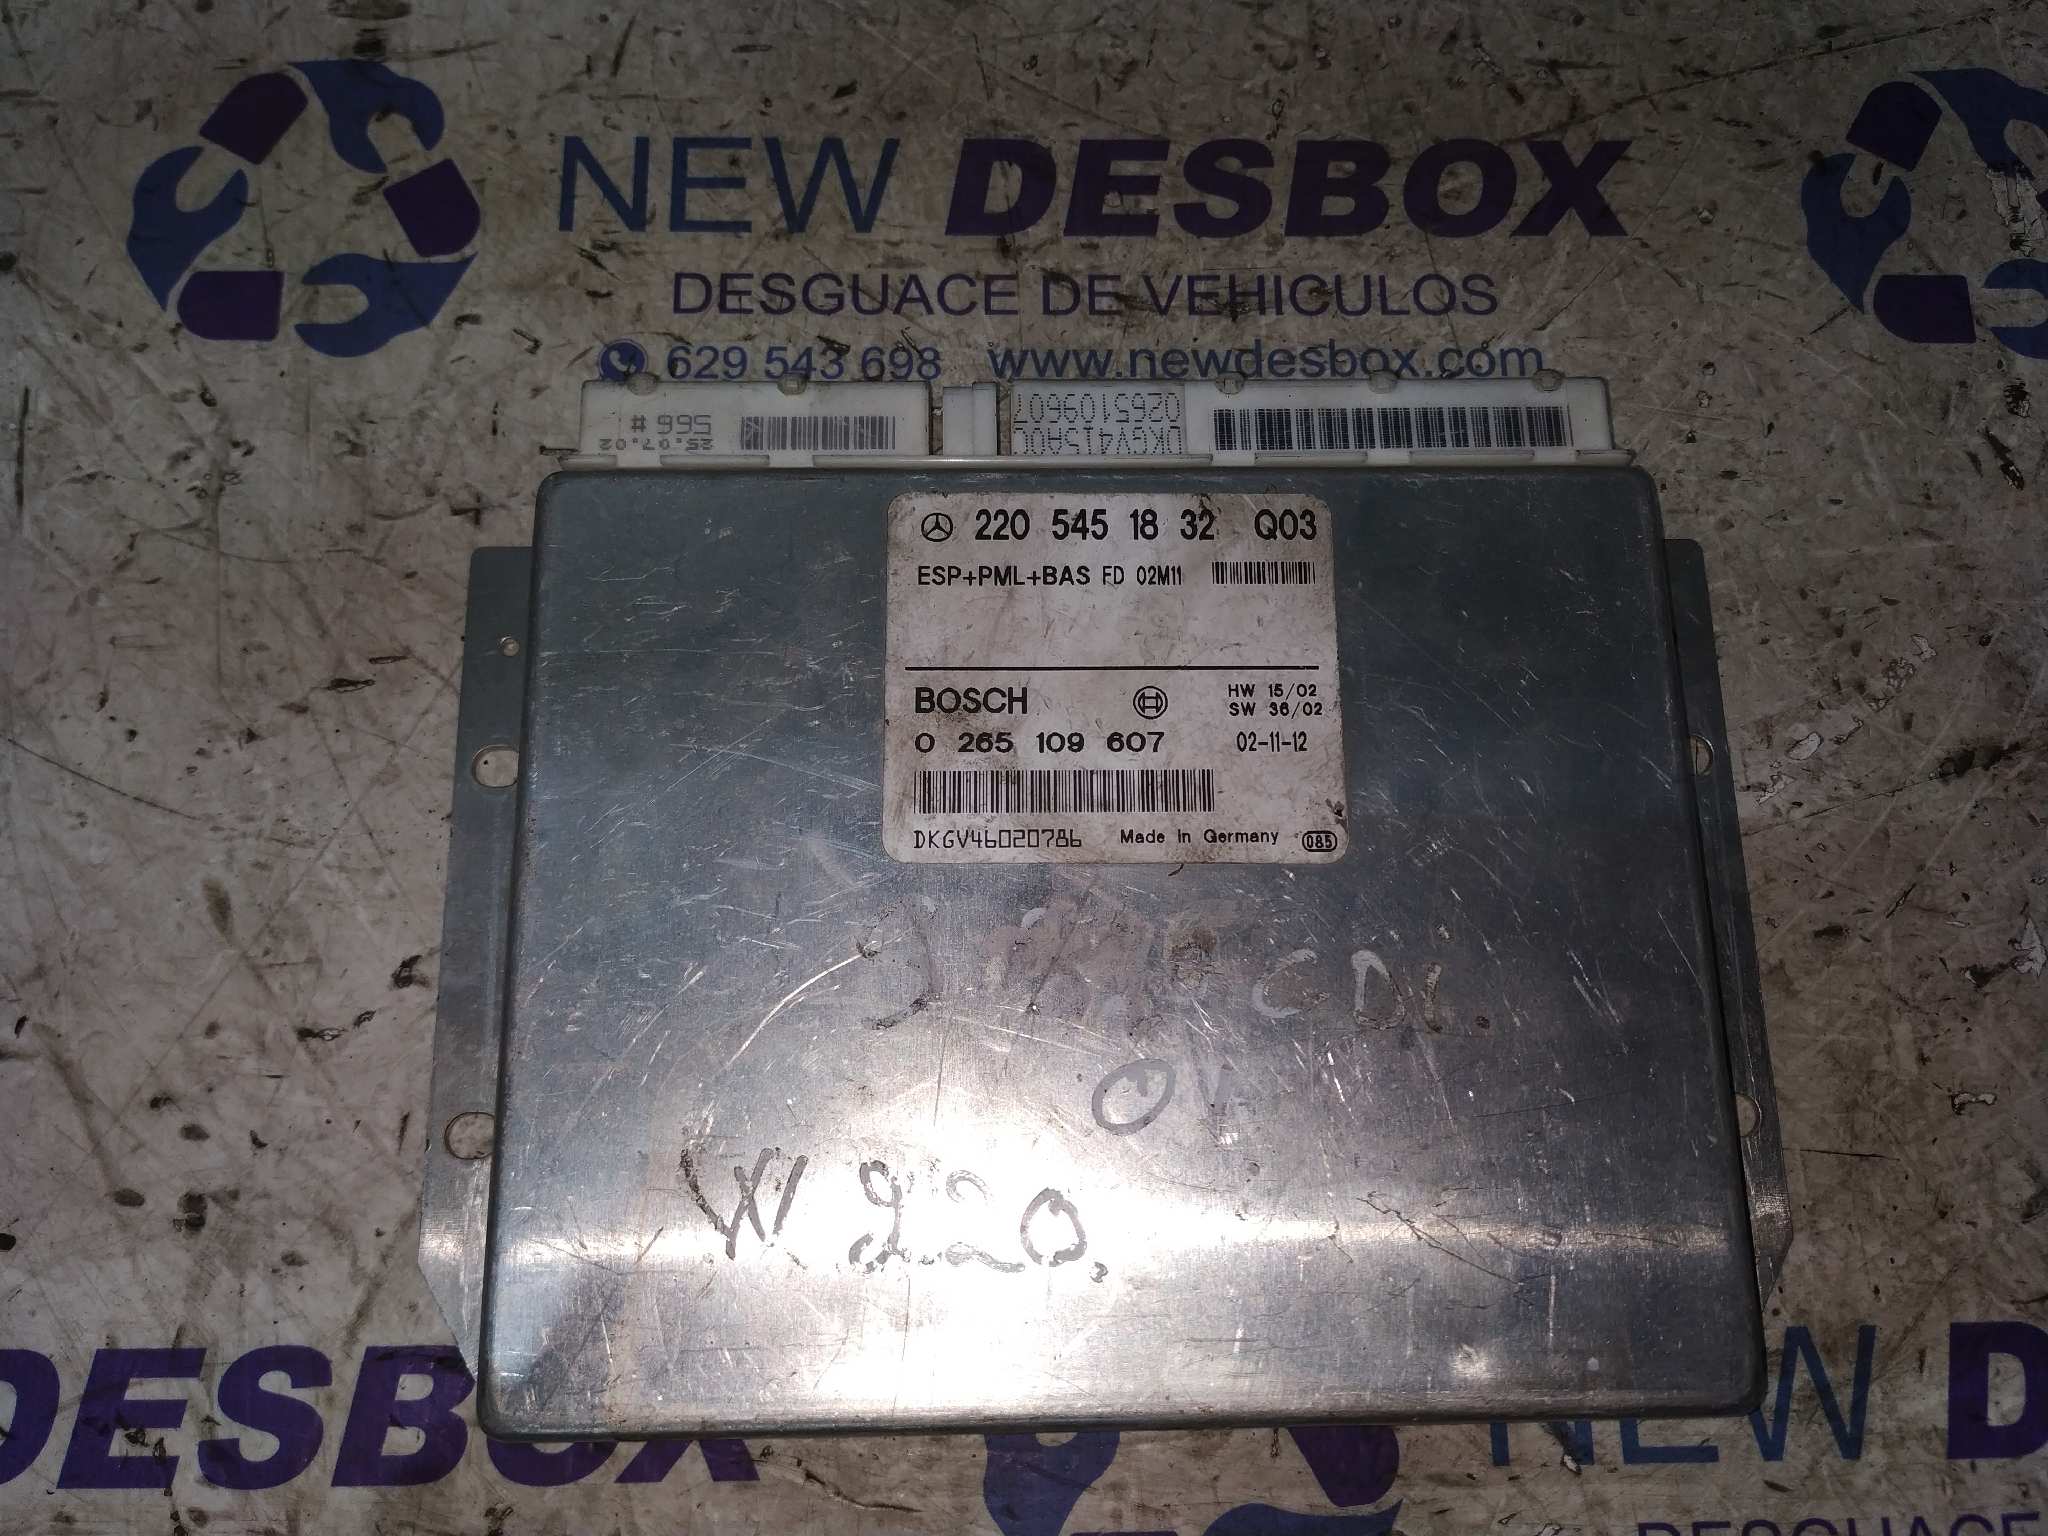 NEW DESBOX
DESGUACE DE VEHICULOS
629 543 698 www.newdesbox.com
566 #
25.07.02
0265109607
DKGV415A0C
220 545 18 32 Q03
ESP+PML+BAS FD 02M11
BOSCH
HW 15/02
SW 36/02
0 265 109 607 02-11-12
DKGV46020786 Made in Germany 085
CDI
W 220.
DESBOX
NEW D
DESGUACE